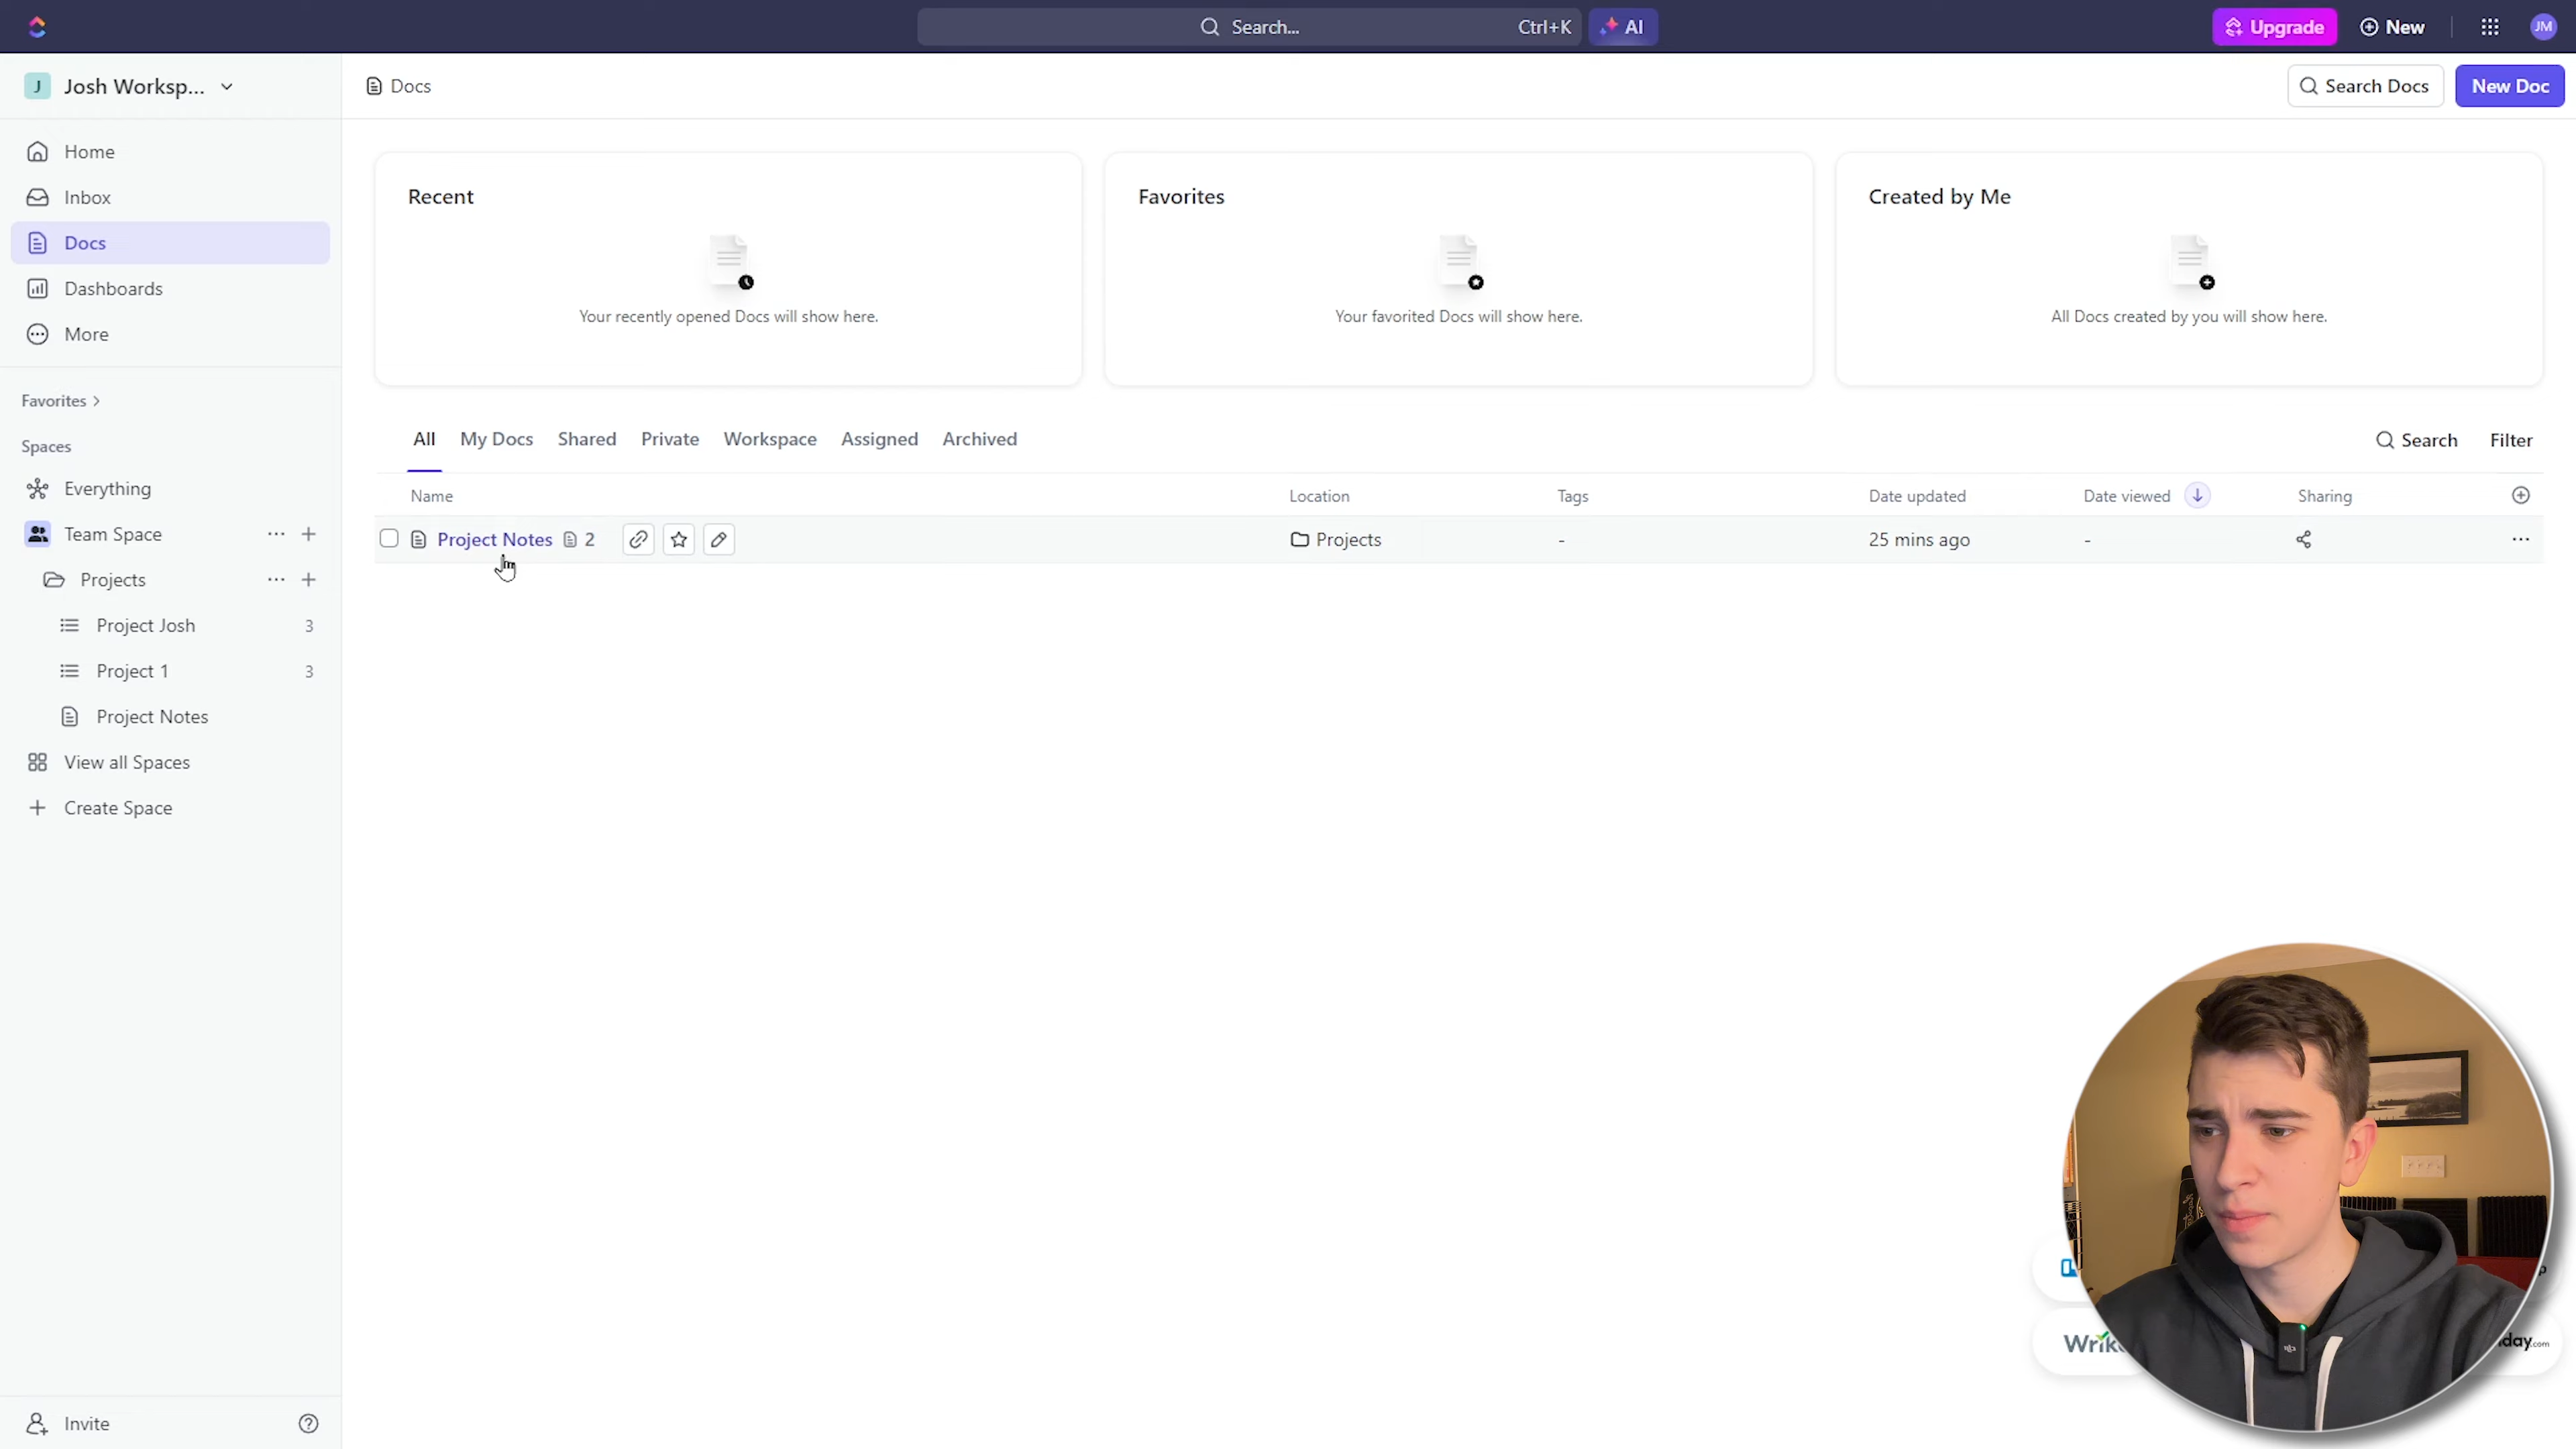 Search...
Ctrl+K
AI
Upgrade
New
JM
J
Josh Worksp...
Docs
Search Docs
New Doc
Home
Inbox
Docs
Dashboards
More
Favorites
Spaces
Everything
Team Space
Projects
Project Josh 3
Project 1 3
Project Notes
View all Spaces
Create Space
Invite
Recent
Your recently opened Docs will show here.
Favorites
Your favorited Docs will show here.
Created by Me
All Docs created by you will show here.
All My Docs Shared Private Workspace Assigned Archived
Search Filter
Name Location Tags Date updated Date viewed Sharing
Project Notes 2 Projects - 25 mins ago -